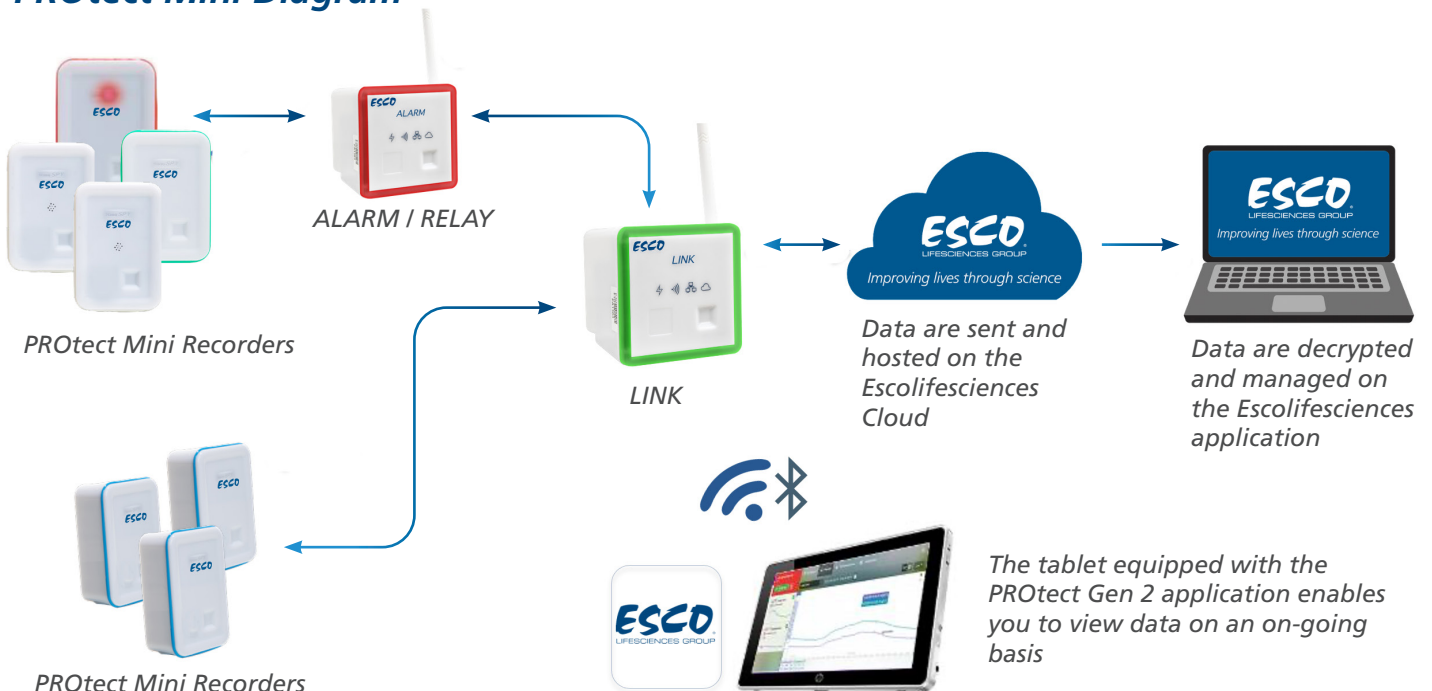 PROtect Mini Diagram
ESCO
ESCO
ESCO
ESCO
ESCO
ALARM
ALARM / RELAY
PROtect Mini Recorders
ESCO
LINK
LINK
ESCO
LIFESCIENCES GROUP
Improving lives through science
Data are sent and
hosted on the
Escolifesciences
Cloud
ESCO
LIFESCIENCES GROUP
Improving lives through science
Data are decrypted
and managed on
the Escolifesciences
application
ESCO
ESCO
ESCO
PROtect Mini Recorders
ESCO
LIFESCIENCES GROUP
The tablet equipped with the
PROtect Gen 2 application enables
you to view data on an on-going
basis